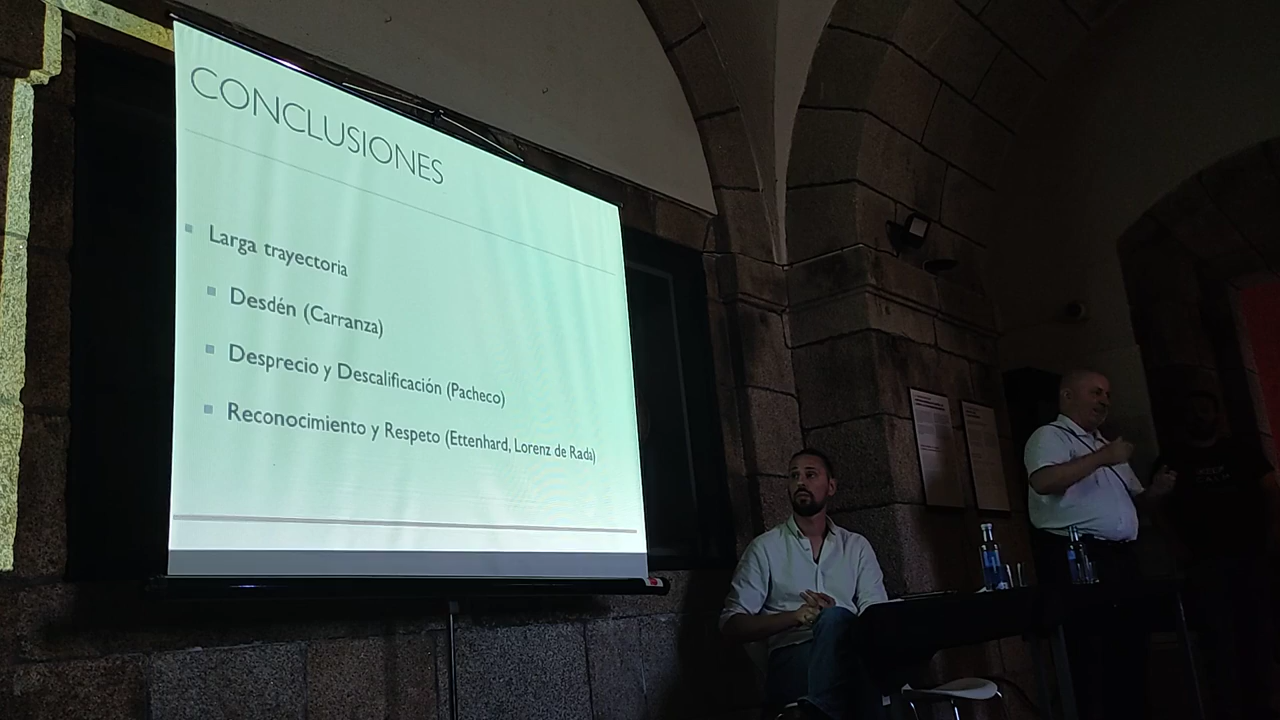 CONCLUSIONES
Larga trayectoria
Desdén (Carranza)
Desprecio y Descalificación (Pacheco)
Reconocimiento y Respeto (Ettenhard, Lorenz de Rada)